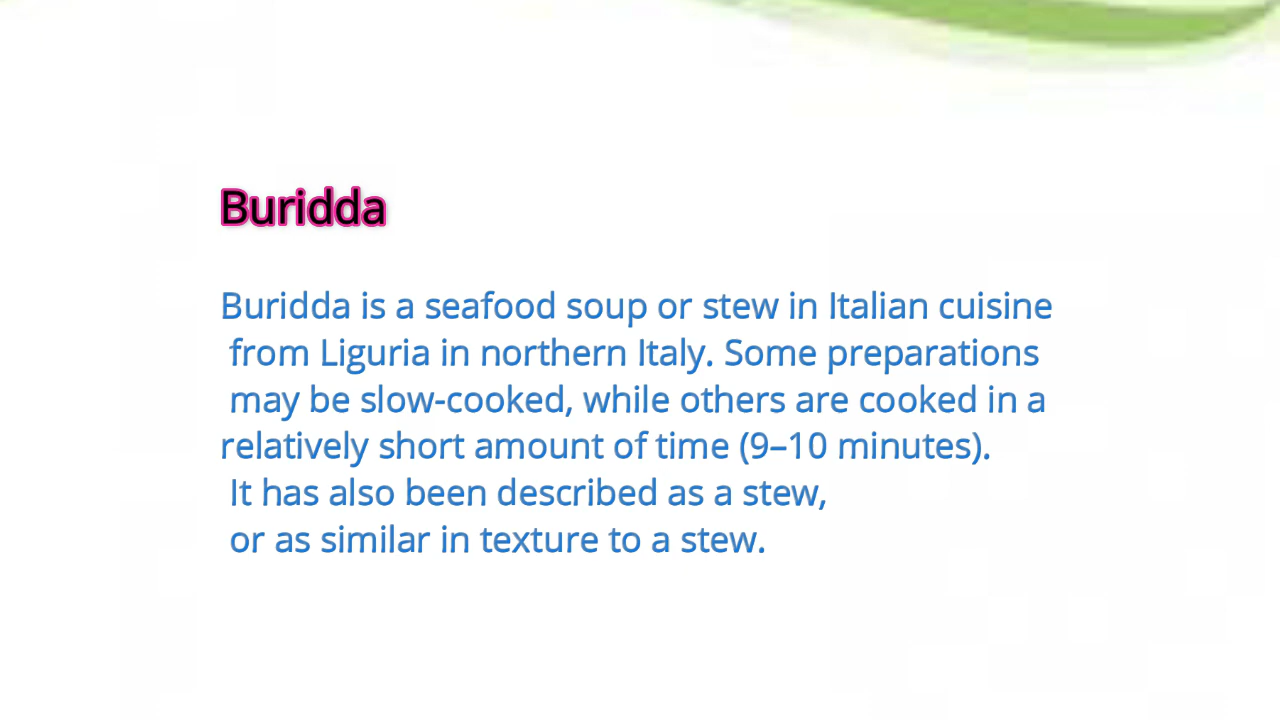 Buridda
Buridda is a seafood soup or stew in Italian cuisine
from Liguria in northern Italy. Some preparations
may be slow-cooked, while others are cooked in a
relatively short amount of time (9–10 minutes).
It has also been described as a stew,
or as similar in texture to a stew.